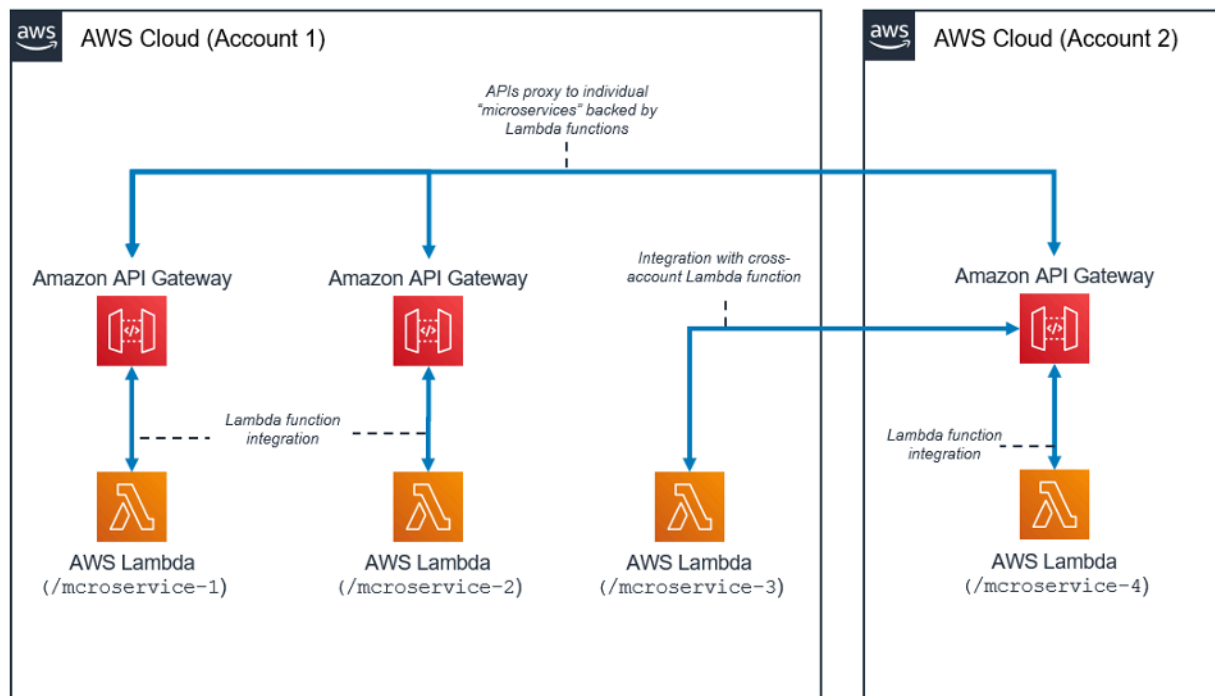 aws
AWS Cloud (Account 1)
aws
AWS Cloud (Account 2)
APIs proxy to individual
“microservices” backed by
Lambda functions
Amazon API Gateway
Amazon API Gateway
Integration with cross-
account Lambda function
Amazon API Gateway
</>
</>
</>
Lambda function
integration
Lambda function
integration
AWS Lambda
(/mcroservice-1)
AWS Lambda
(/mcroservice-2)
AWS Lambda
(/mcroservice-3)
AWS Lambda
(/mcroservice-4)